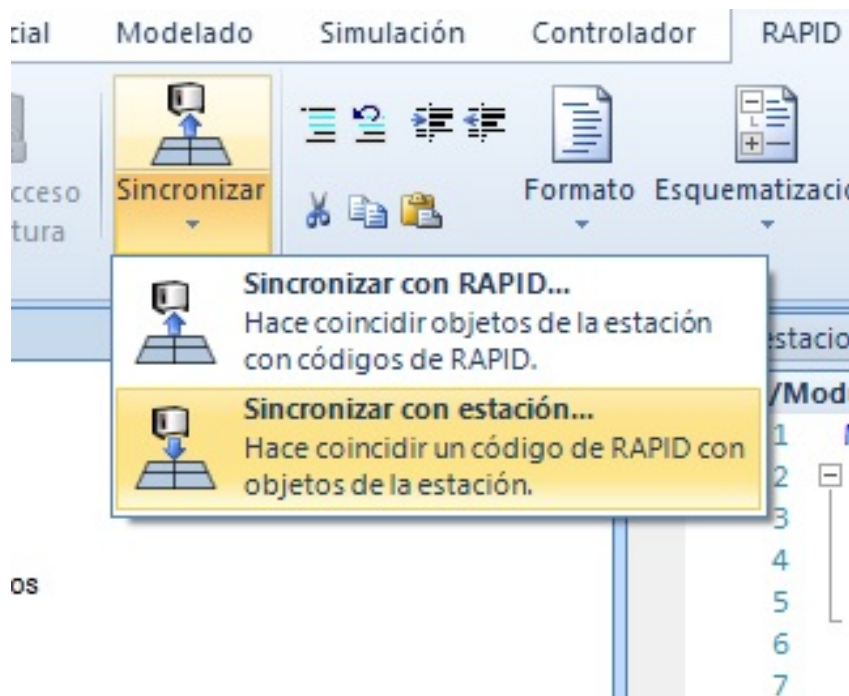 Modelado Simulación Controlador RAPID
Sincronizar Formato
Sincronizar con RAPID...
Hace coincidir objetos de la estación
con códigos de RAPID.
Sincronizar con estación...
Hace coincidir un código de RAPID con
objetos de la estación.
1
2
3
4
5
6
7